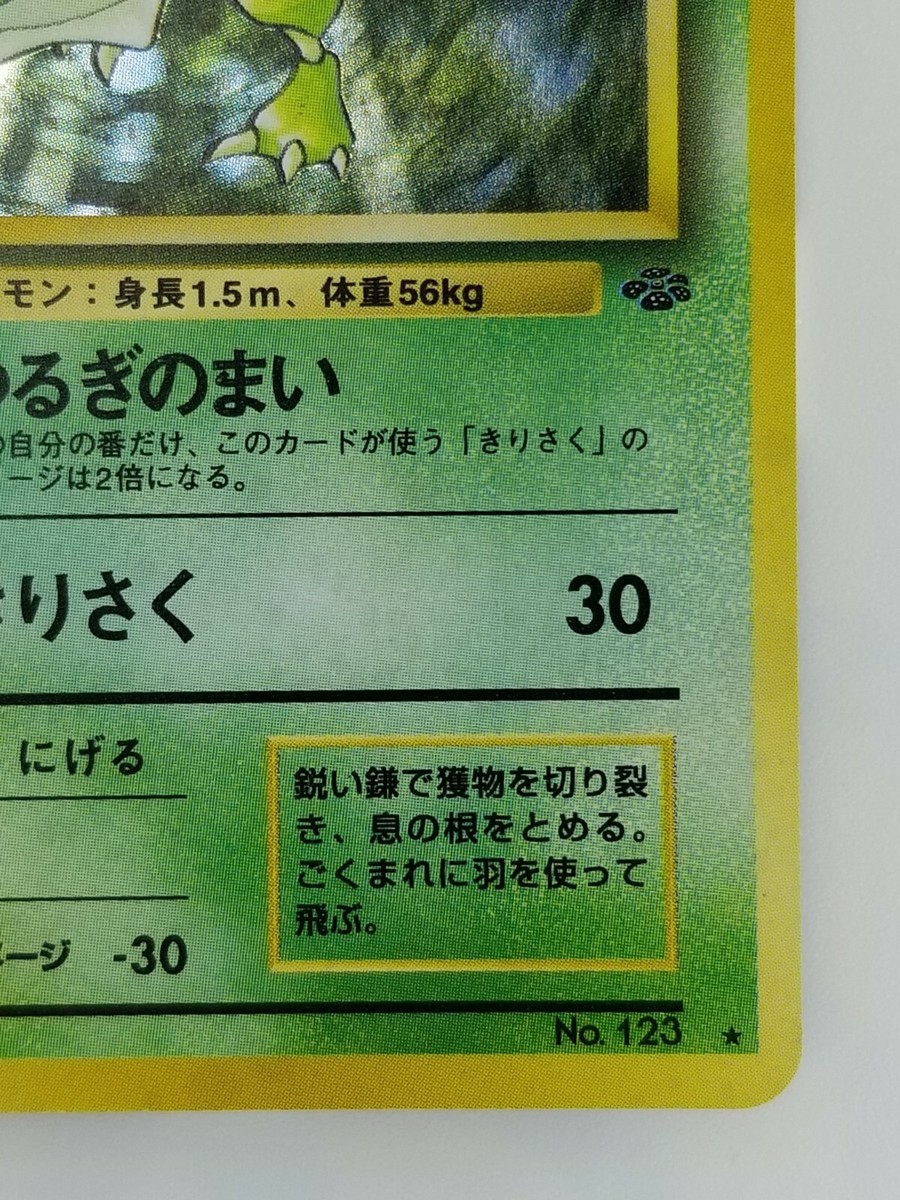 モン：身長1.5m、体重56kg
るぎのまい
自分の番だけ、このカードが使う「きりさく」の
ージは2倍になる。
りさく 30
にげる
鋭い鎌で獲物を切り裂
き、息の根をとめる。
ごくまれに羽を使って
飛ぶ。
ージ -30
No. 123 ★